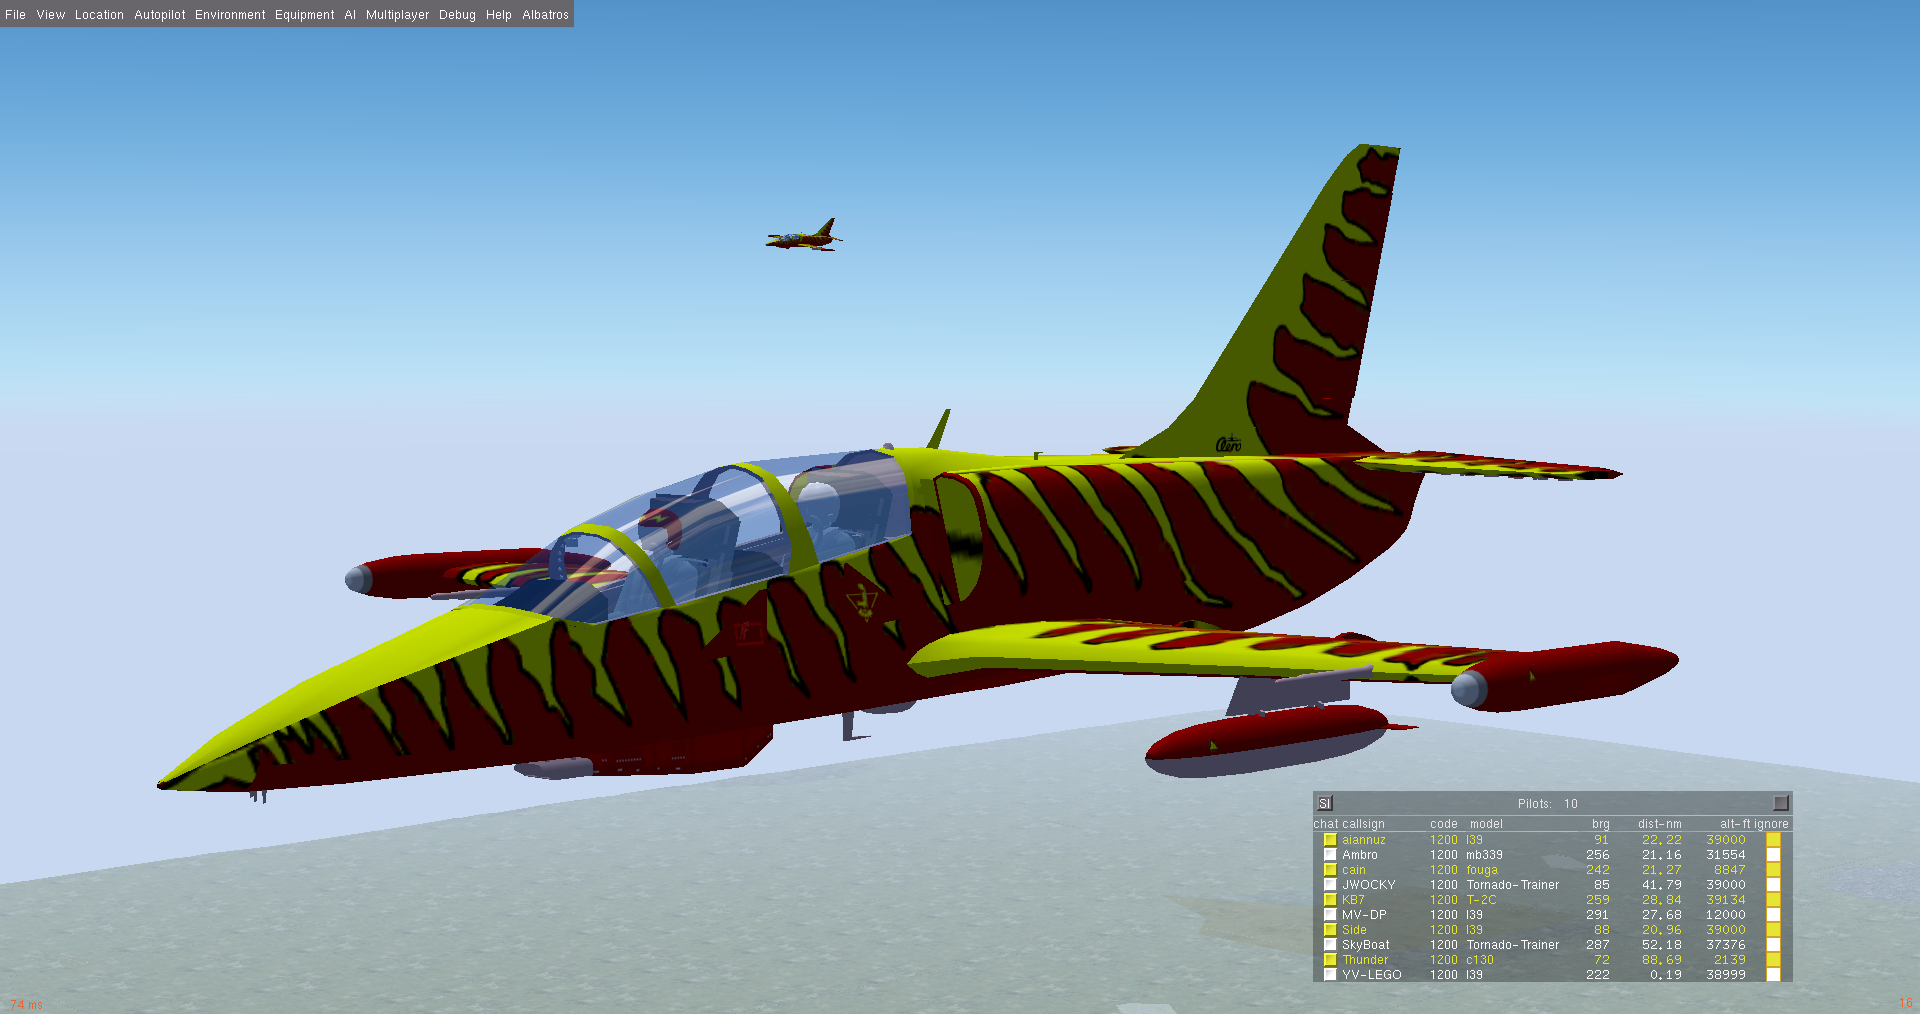 File View Location Autopilot Environment Equipment AI Multiplayer Debug Help Albatros
Aero
SI Pilots: 10
chat callsign code model brg dist-nm alt-ft ignore
aiannuz 1200 l39 91 22.22 39000
Ambro 1200 mb339 256 21.16 31554
cain 1200 fouga 242 21.27 8847
JWOCKY 1200 Tornado-Trainer 85 41.79 39000
KB7 1200 T-2C 259 28.84 39134
MV-DP 1200 l39 291 27.68 12000
Side 1200 l39 88 20.96 39000
SkyBoat 1200 Tornado-Trainer 287 52.18 37376
Thunder 1200 c130 72 88.69 2139
YV-LEGO 1200 l39 222 0.19 38999
74 ms 16